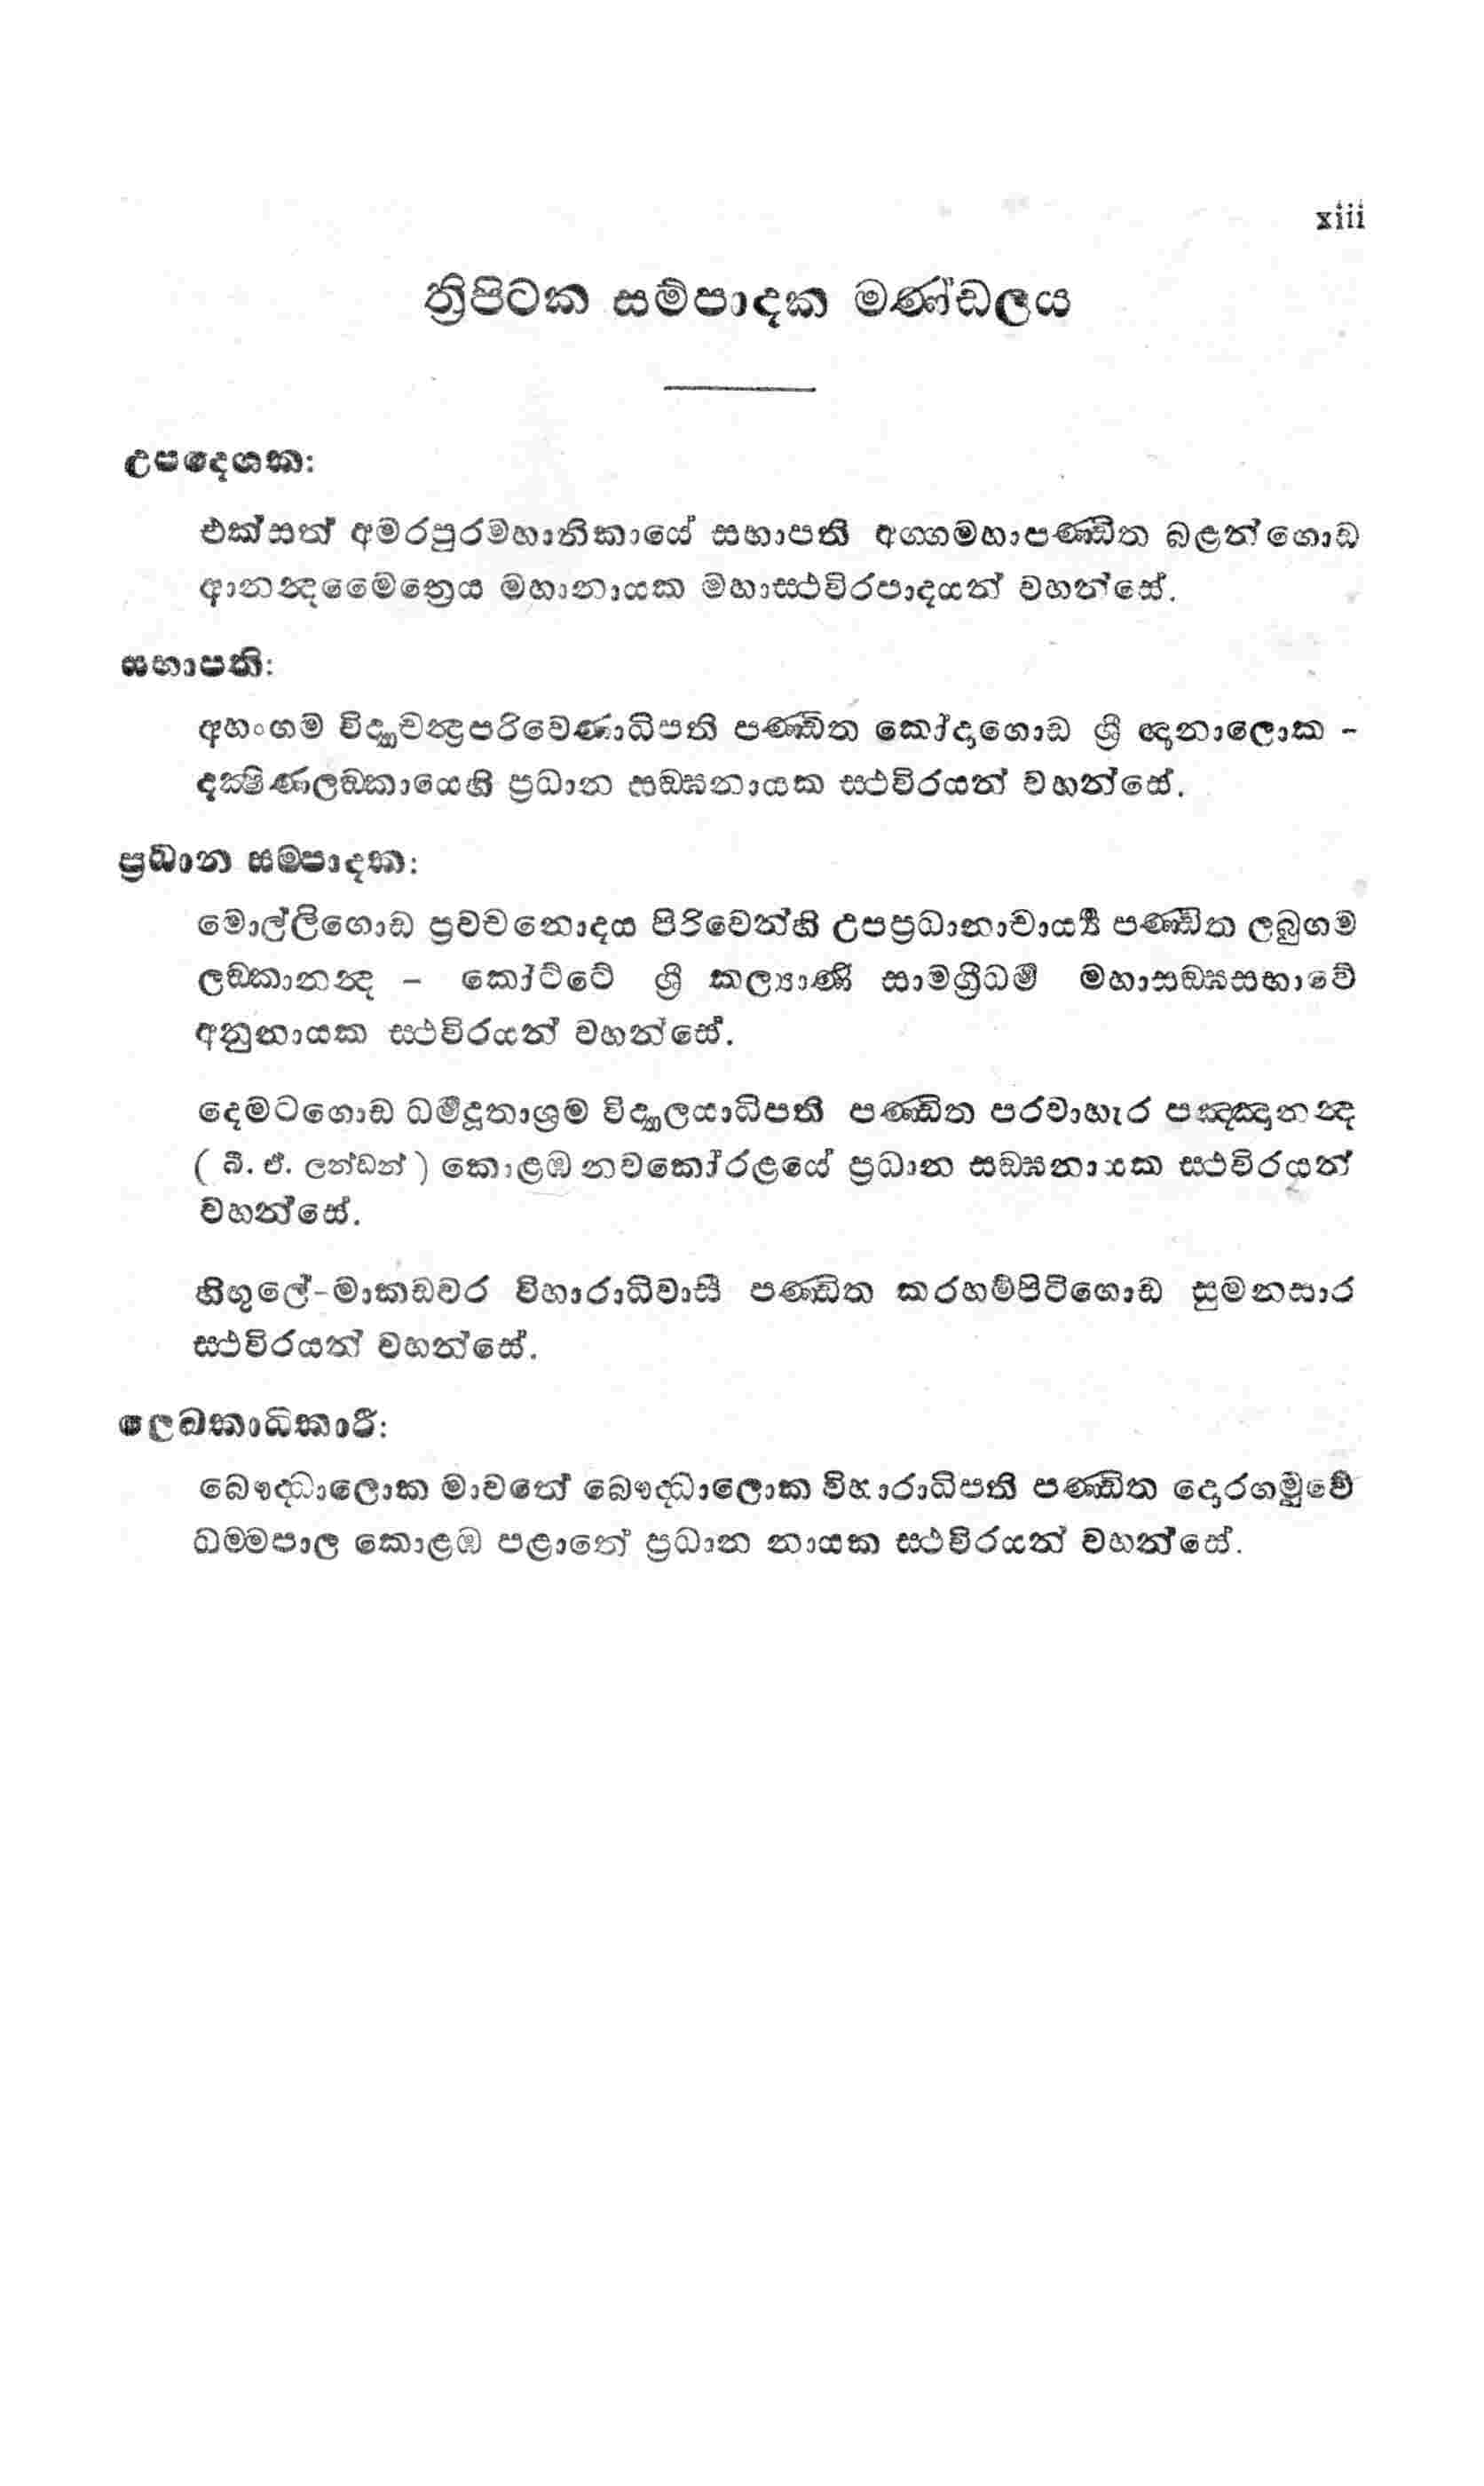 xiii
ත්‍රිපිටක සම්පාදක මණ්ඩලය
උපදෙශක:
එක්සත් අමරපුරමහානිකායේ සභාපති අග්ගමහාපණ්ඩිත බළන්ගොඩ
ආනන්‍දමෛත්‍රෙය මහානායක මහාස්ථවිරපාදයන් වහන්සේ.
සභාපති:
අහංගම විද්‍යාචන්‍ද්‍රපරිවෙණාධිපති පණ්ඩිත කෝදාගොඩ ශ්‍රී ඥානාලොක -
දක්‍ෂිණලඞ්කායෙහි ප්‍රධාන සඞ්ඝනායක ස්ථවිරයන් වහන්සේ.
ප්‍රධාන සම්පාදක:
මොල්ලිගොඩ ප්‍රවචනොදය පිරිවෙන්හි උපප්‍රධානාචාර්‍ය්‍ය පණ්ඩිත ලබුගම
ලඞ්කානන්‍ද - කෝට්ටේ ශ්‍රී කල්‍යාණි සාමග්‍රීධර්‍ම මහාසඞ්ඝසභාවේ
අනුනායක ස්ථවිරයන් වහන්සේ.
දෙමටගොඩ ධර්‍මදූතාශ්‍රම විද්‍යාලයාධිපති පණ්ඩිත පරවාහැර පඤ්ඤානන්‍ද
( බී. ඒ. ලන්ඩන් ) කොළඹ නවකෝරළයේ ප්‍රධාන සඞ්ඝනායක ස්ථවිරයන්
වහන්සේ.
හිඟුලේ-මාකඩවර විහාරාධිවාසී පණ්ඩිත කරහම්පිටිගොඩ සුමනසාර
ස්ථවිරයන් වහන්සේ.
ලෙඛකාධිකාරී:
බෞද්ධාලොක මාවතේ බෞද්ධාලොක විහාරාධිපති පණ්ඩිත දොරගමුවේ
ධම්මපාල කොළඹ පළාතේ ප්‍රධාන නායක ස්ථවිරයන් වහන්සේ.